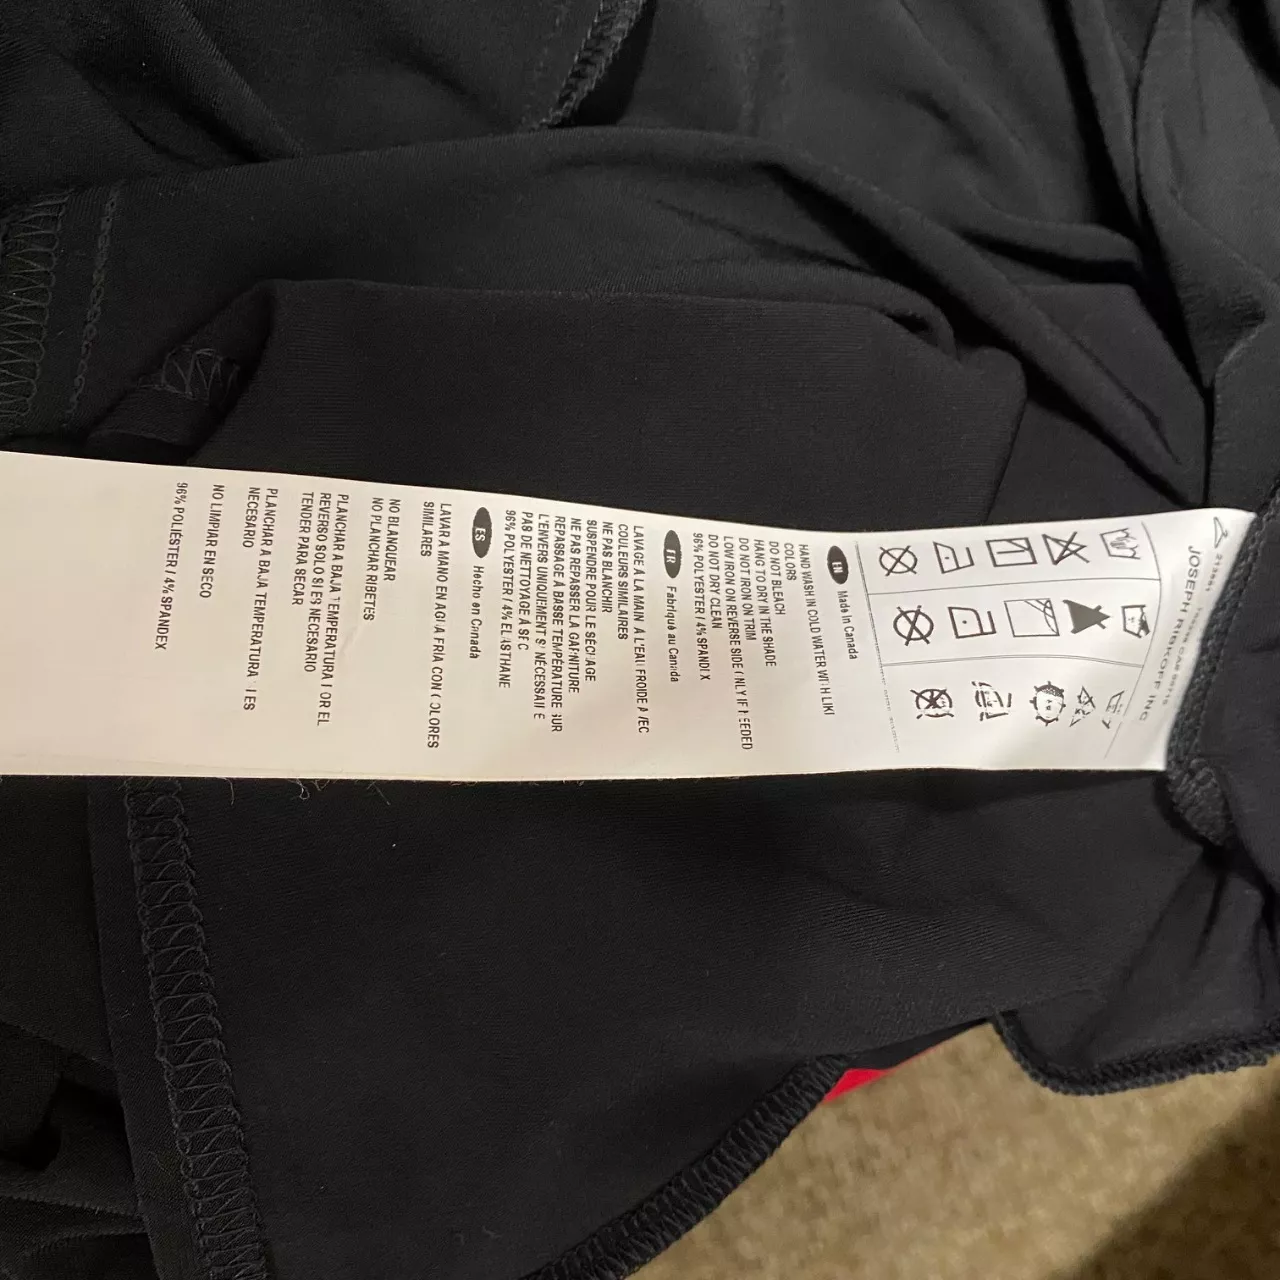 JOSEPH RIBKOFF INC
EN Made In Canada
HAND WASH IN COLD WATER WITH LIKE
COLORS
DO NOT BLEACH
HANG TO DRY IN THE SHADE
DO NOT IRON ON TRIM
LOW IRON ON REVERSE SIDE ONLY IF NEEDED
DO NOT DRY CLEAN
96% POLYESTER / 4% SPANDEX
FR Fabriqué au Canada
LAVAGE À LA MAIN À L'EAU FROIDE AVEC
COULEURS SIMILAIRES
NE PAS BLANCHIR
SUSPENDRE POUR LE SÉCHAGE
NE PAS REPASSER LA GARNITURE
REPASSAGE À BASSE TEMPÉRATURE SUR
L'ENVERS UNIQUEMENT SI NÉCESSAIRE
PAS DE NETTOYAGE À SEC
96% POLYESTER / 4% ELASTHANE
ES Hecho en Canada
LAVAR A MANO EN AGUA FRIA CON COLORES
SIMILARES
NO BLANQUEAR
NO PLANCHAR RIBETES
PLANCHAR A BAJA TEMPERATURA POR EL
REVERSO SOLO SI ES NECESARIO
TENDER PARA SECAR
PLANCHAR A BAJA TEMPERATURA SI ES
NECESARIO
NO LIMPIAR EN SECO
96% POLIÉSTER / 4% SPANDEX